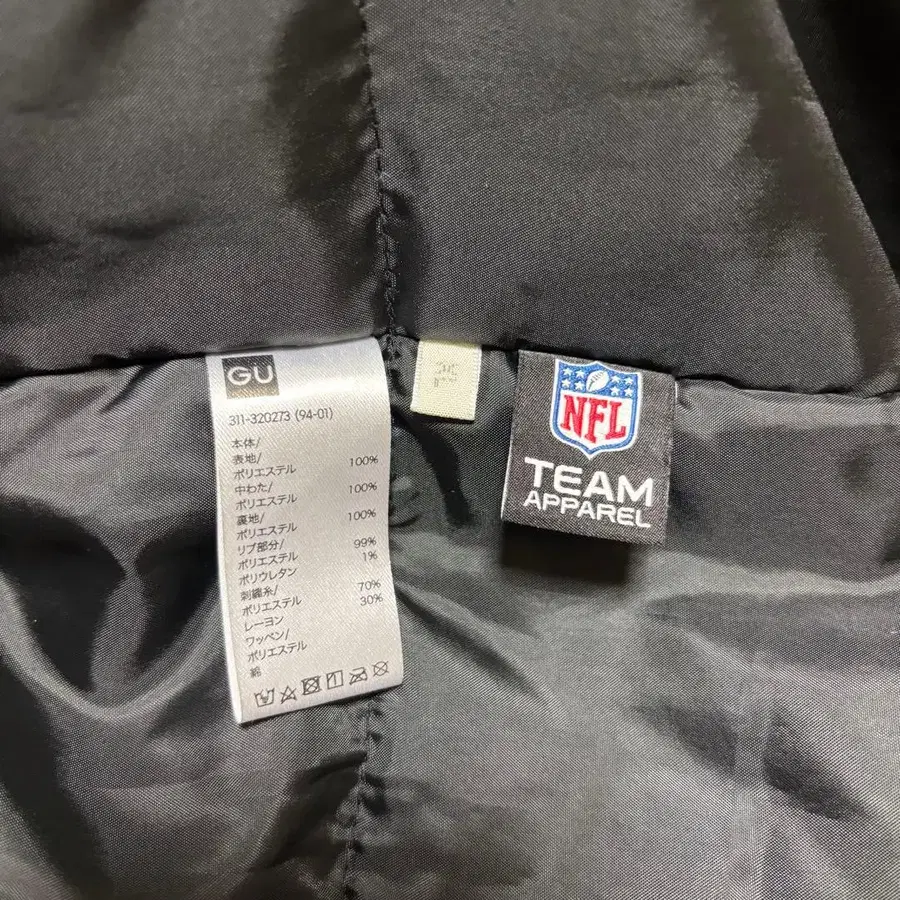 GU
311-320273 (94-01)
本体/
表地/
ポリエステル 100%
中わた/
ポリエステル 100%
裏地/
ポリエステル 100%
リブ部分/
ポリエステル 99%
ポリウレタン 1%
刺繍糸/
ポリエステル 70%
レーヨン 30%
ワッペン/
ポリエステル
綿
NFL
TEAM
APPAREL